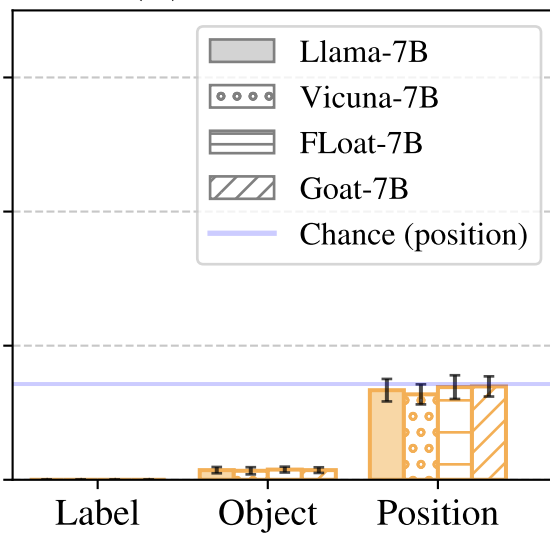 Llama-7B
Vicuna-7B
FLoat-7B
Goat-7B
Chance (position)
Label Object Position